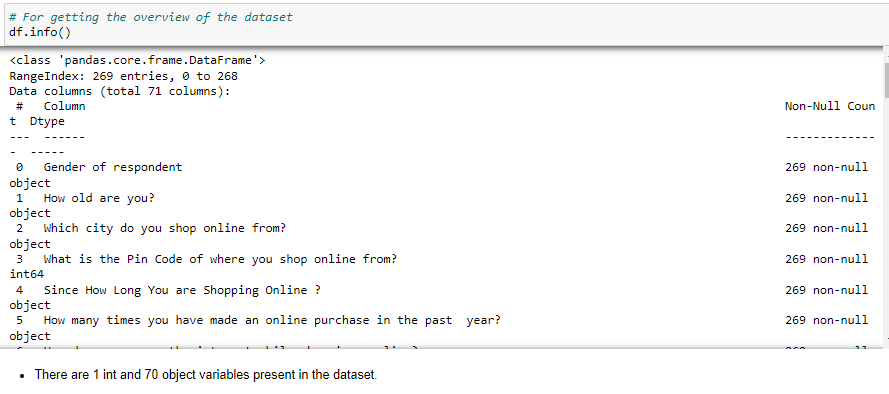 # For getting the overview of the dataset
df.info()
<class 'pandas.core.frame.DataFrame'>
RangeIndex: 269 entries, 0 to 268
Data columns (total 71 columns):
# Column Non-Null Coun
t Dtype
--- ------ -------------
- -----
0 Gender of respondent 269 non-null
object
1 How old are you? 269 non-null
object
2 Which city do you shop online from? 269 non-null
object
3 What is the Pin Code of where you shop online from? 269 non-null
int64
4 Since How Long You are Shopping Online ? 269 non-null
object
5 How many times you have made an online purchase in the past  year? 269 non-null
object
• There are 1 int and 70 object variables present in the dataset.